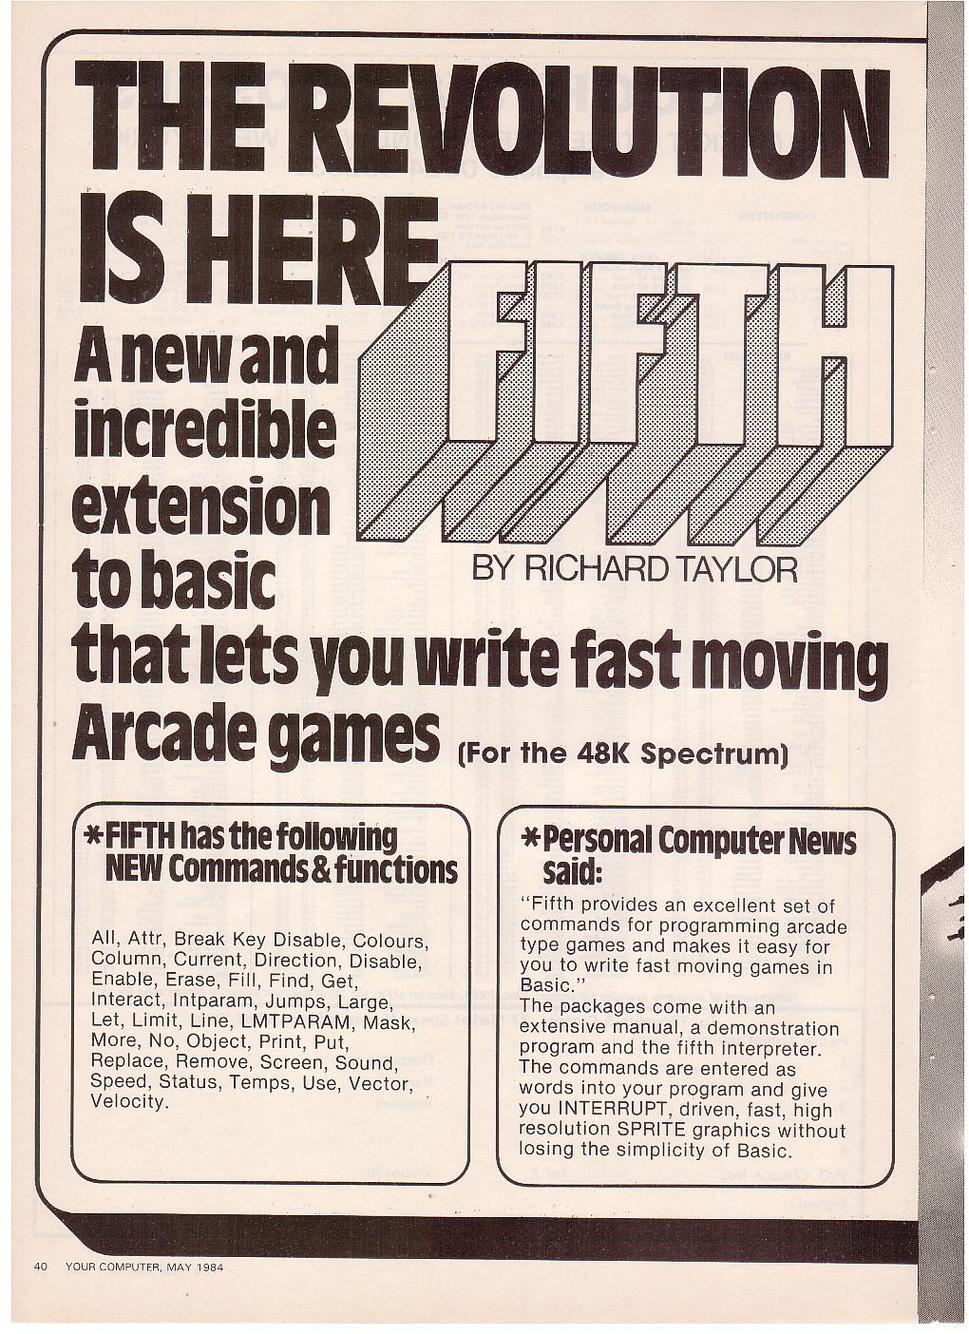 THE REVOLUTION
IS HERE
FIFTH
BY RICHARD TAYLOR
A new and
incredible
extension
to basic
that lets you write fast moving
Arcade games (For the 48K Spectrum)
*FIFTH has the following
NEW Commands & functions
All, Attr, Break Key Disable, Colours,
Column, Current, Direction, Disable,
Enable, Erase, Fill, Find, Get,
Interact, Intparam, Jumps, Large,
Let, Limit, Line, LMTPARAM, Mask,
More, No, Object, Print, Put,
Replace, Remove, Screen, Sound,
Speed, Status, Temps, Use, Vector,
Velocity.
*Personal Computer News
said:
"Fifth provides an excellent set of
commands for programming arcade
type games and makes it easy for
you to write fast moving games in
Basic."
The packages come with an
extensive manual, a demonstration
program and the fifth interpreter.
The commands are entered as
words into your program and give
you INTERRUPT, driven, fast, high
resolution SPRITE graphics without
losing the simplicity of Basic.
40 YOUR COMPUTER, MAY 1984